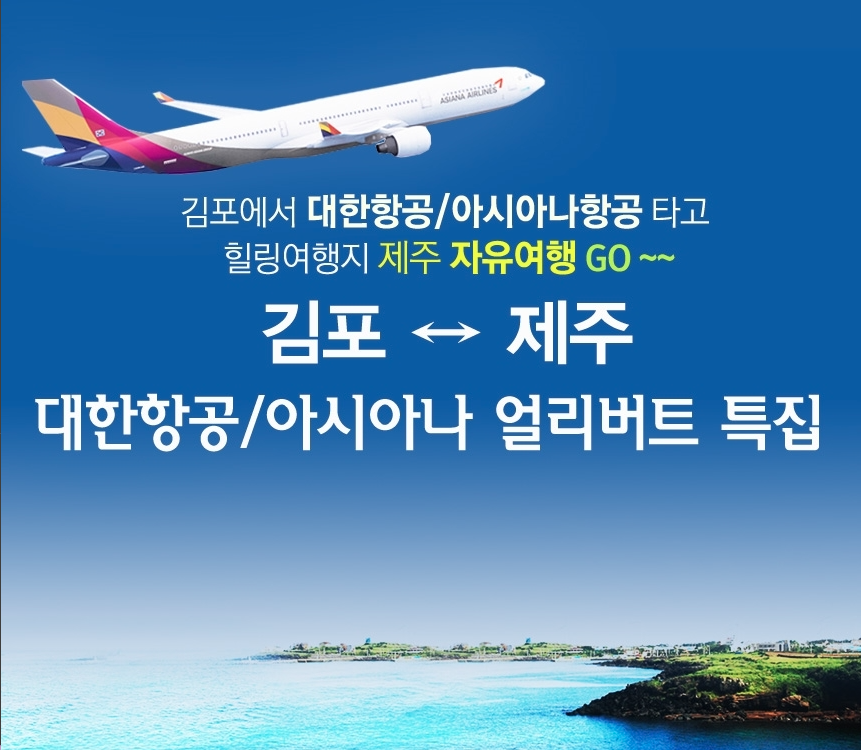 ASIANA AIRLINES
김포에서 대한항공/아시아나항공 타고
힐링여행지 제주 자유여행 GO ~~
김포 ↔ 제주
대한항공/아시아나 얼리버트 특집